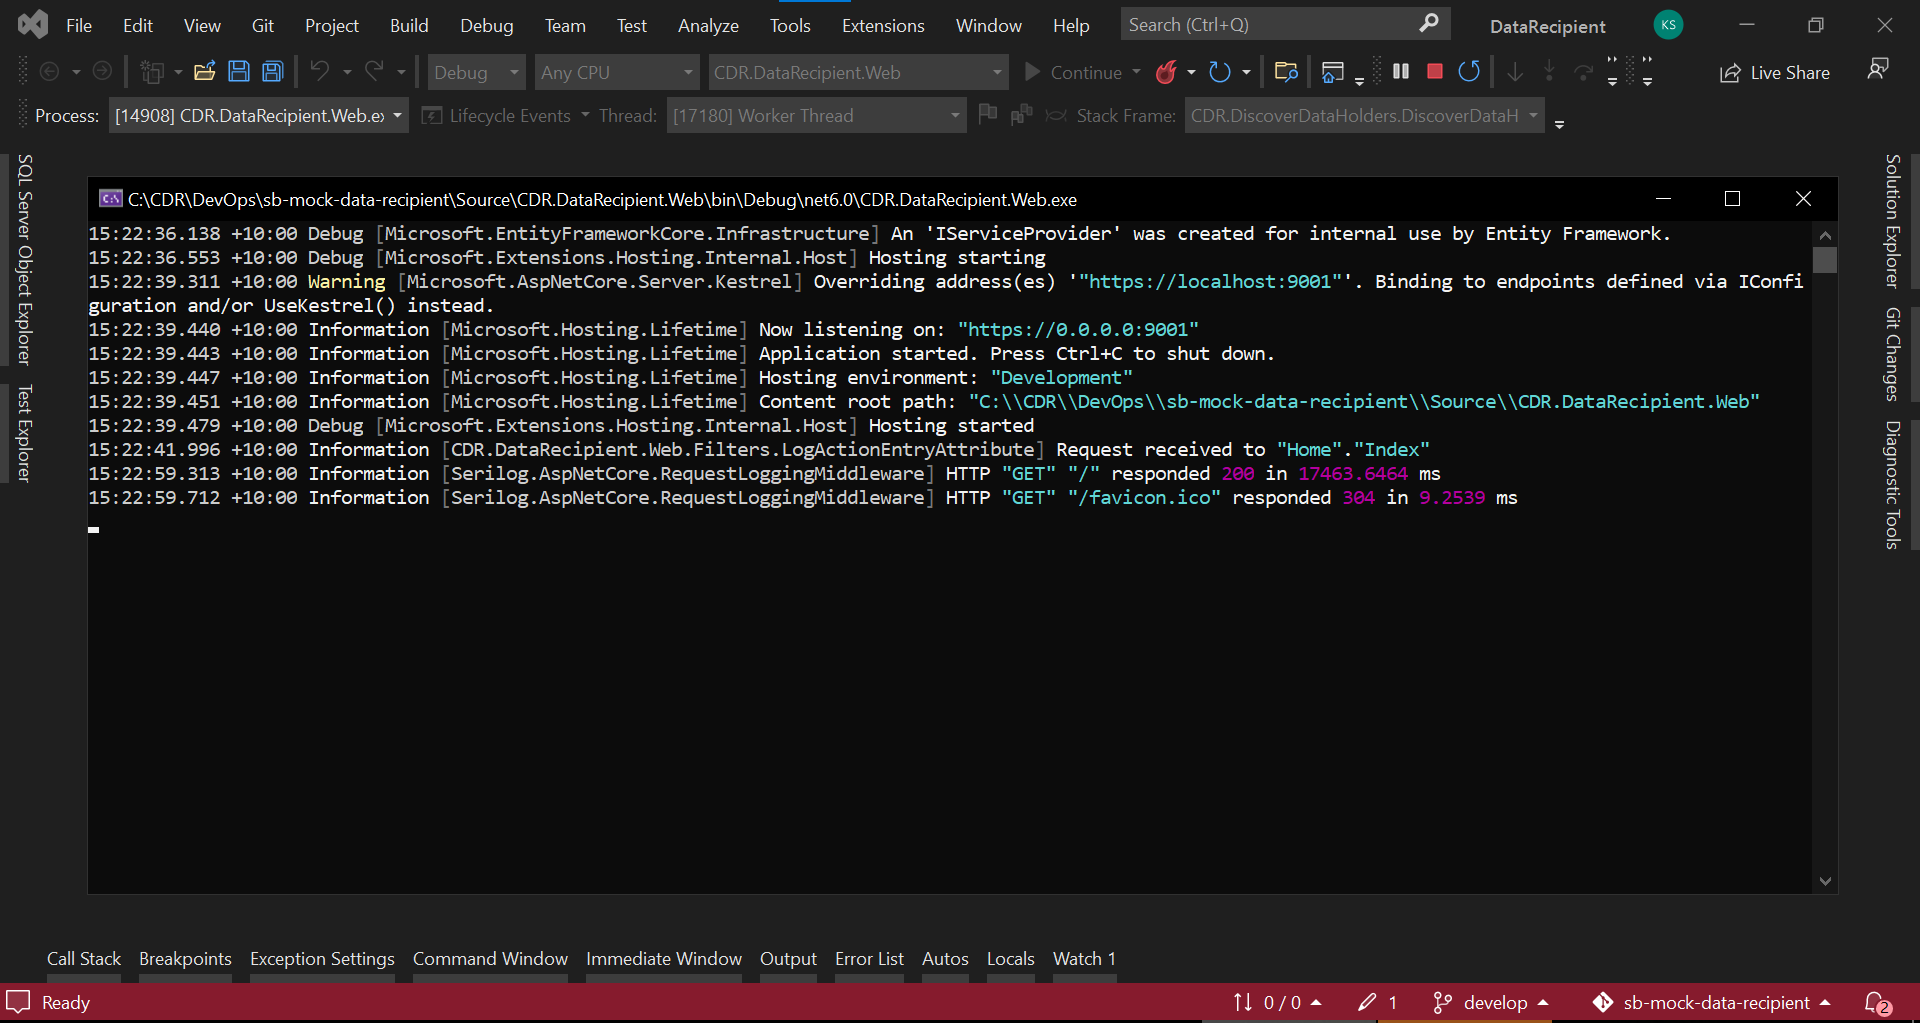 File Edit View Git Project Build Debug Team Test Analyze Tools Extensions Window Help Search (Ctrl+Q) DataRecipient KS
Debug Any CPU CDR.DataRecipient.Web Continue Live Share
Process: [14908] CDR.DataRecipient.Web.ex Lifecycle Events Thread: [17180] Worker Thread Stack Frame: CDR.DiscoverDataHolders.DiscoverDataH
SQL Server Object Explorer
Test Explorer
C:\CDR\DevOps\sb-mock-data-recipient\Source\CDR.DataRecipient.Web\bin\Debug\net6.0\CDR.DataRecipient.Web.exe
15:22:36.138 +10:00 Debug [Microsoft.EntityFrameworkCore.Infrastructure] An 'IServiceProvider' was created for internal use by Entity Framework.
15:22:36.553 +10:00 Debug [Microsoft.Extensions.Hosting.Internal.Host] Hosting starting
15:22:39.311 +10:00 Warning [Microsoft.AspNetCore.Server.Kestrel] Overriding address(es) '"https://localhost:9001"'. Binding to endpoints defined via IConfi
guration and/or UseKestrel() instead.
15:22:39.440 +10:00 Information [Microsoft.Hosting.Lifetime] Now listening on: "https://0.0.0.0:9001"
15:22:39.443 +10:00 Information [Microsoft.Hosting.Lifetime] Application started. Press Ctrl+C to shut down.
15:22:39.447 +10:00 Information [Microsoft.Hosting.Lifetime] Hosting environment: "Development"
15:22:39.451 +10:00 Information [Microsoft.Hosting.Lifetime] Content root path: "C:\\CDR\\DevOps\\sb-mock-data-recipient\\Source\\CDR.DataRecipient.Web"
15:22:39.479 +10:00 Debug [Microsoft.Extensions.Hosting.Internal.Host] Hosting started
15:22:41.996 +10:00 Information [CDR.DataRecipient.Web.Filters.LogActionEntryAttribute] Request received to "Home"."Index"
15:22:59.313 +10:00 Information [Serilog.AspNetCore.RequestLoggingMiddleware] HTTP "GET" "/" responded 200 in 17463.6464 ms
15:22:59.712 +10:00 Information [Serilog.AspNetCore.RequestLoggingMiddleware] HTTP "GET" "/favicon.ico" responded 304 in 9.2539 ms
Solution Explorer
Git Changes
Diagnostic Tools
Call Stack Breakpoints Exception Settings Command Window Immediate Window Output Error List Autos Locals Watch 1
Ready 0 / 0 1 develop sb-mock-data-recipient 2